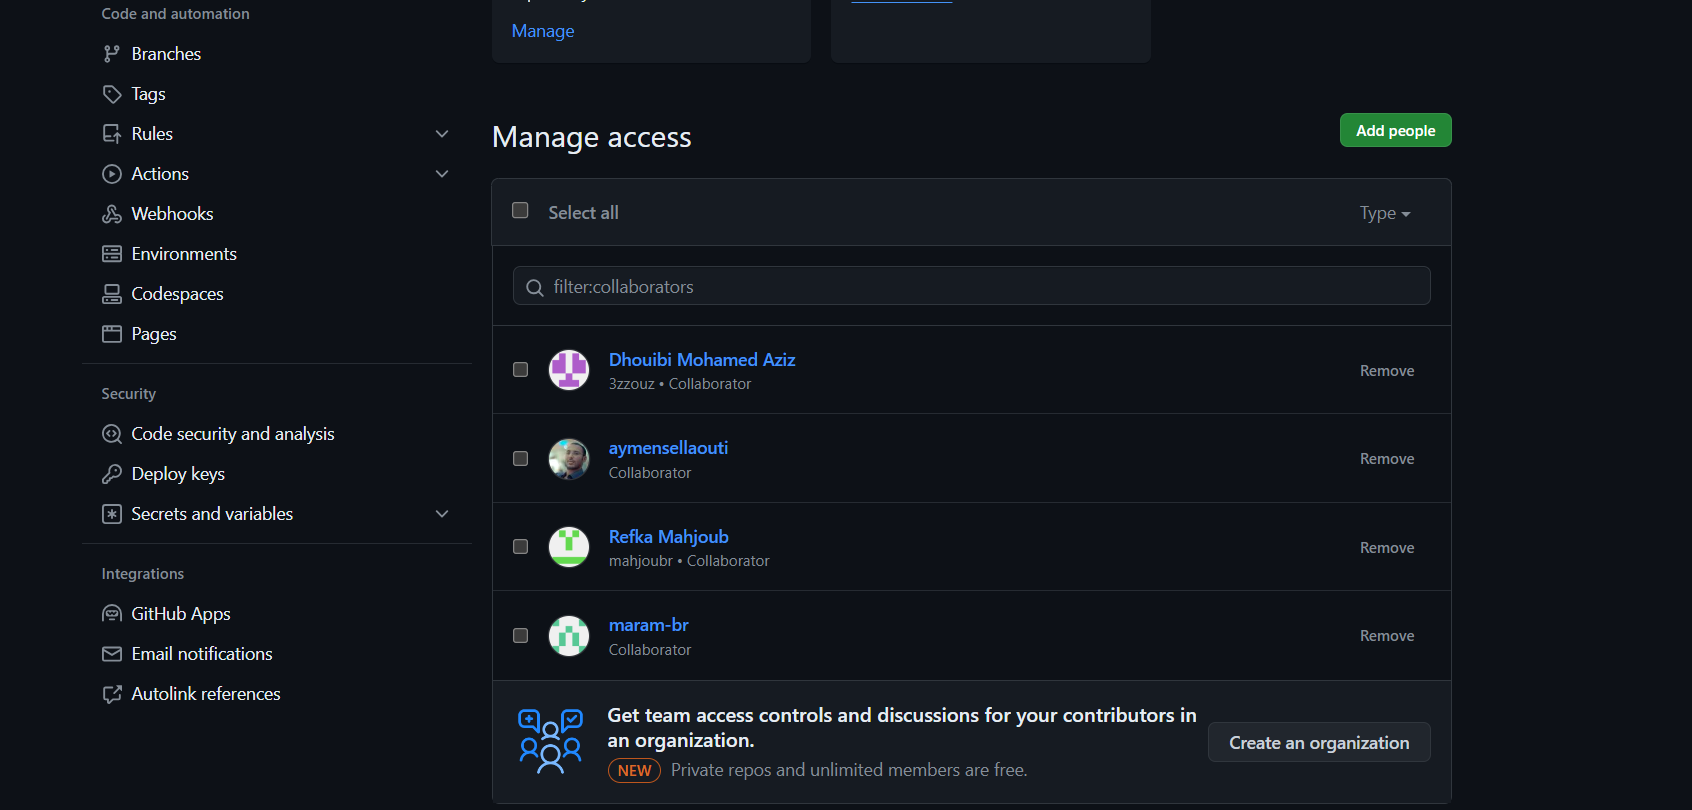 Code and automation
Branches
Tags
Rules
Actions
Webhooks
Environments
Codespaces
Pages
Security
Code security and analysis
Deploy keys
Secrets and variables
Integrations
GitHub Apps
Email notifications
Autolink references
Manage
Manage access
Add people
Select all
Type
filter:collaborators
Dhouibi Mohamed Aziz
3zzouz • Collaborator
Remove
aymensellaouti
Collaborator
Remove
Refka Mahjoub
mahjoubr • Collaborator
Remove
maram-br
Collaborator
Remove
Get team access controls and discussions for your contributors in
an organization.
NEW Private repos and unlimited members are free.
Create an organization